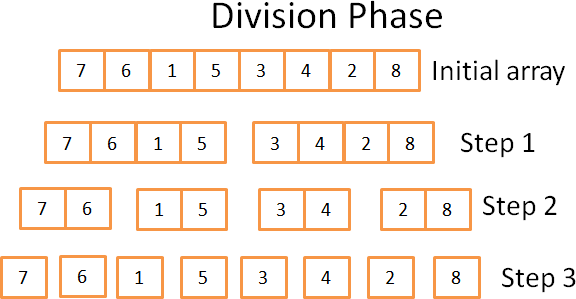 Division Phase
7 6 1 5 3 4 2 8 Initial array
7 6 1 5 3 4 2 8 Step 1
7 6 1 5 3 4 2 8 Step 2
7 6 1 5 3 4 2 8 Step 3